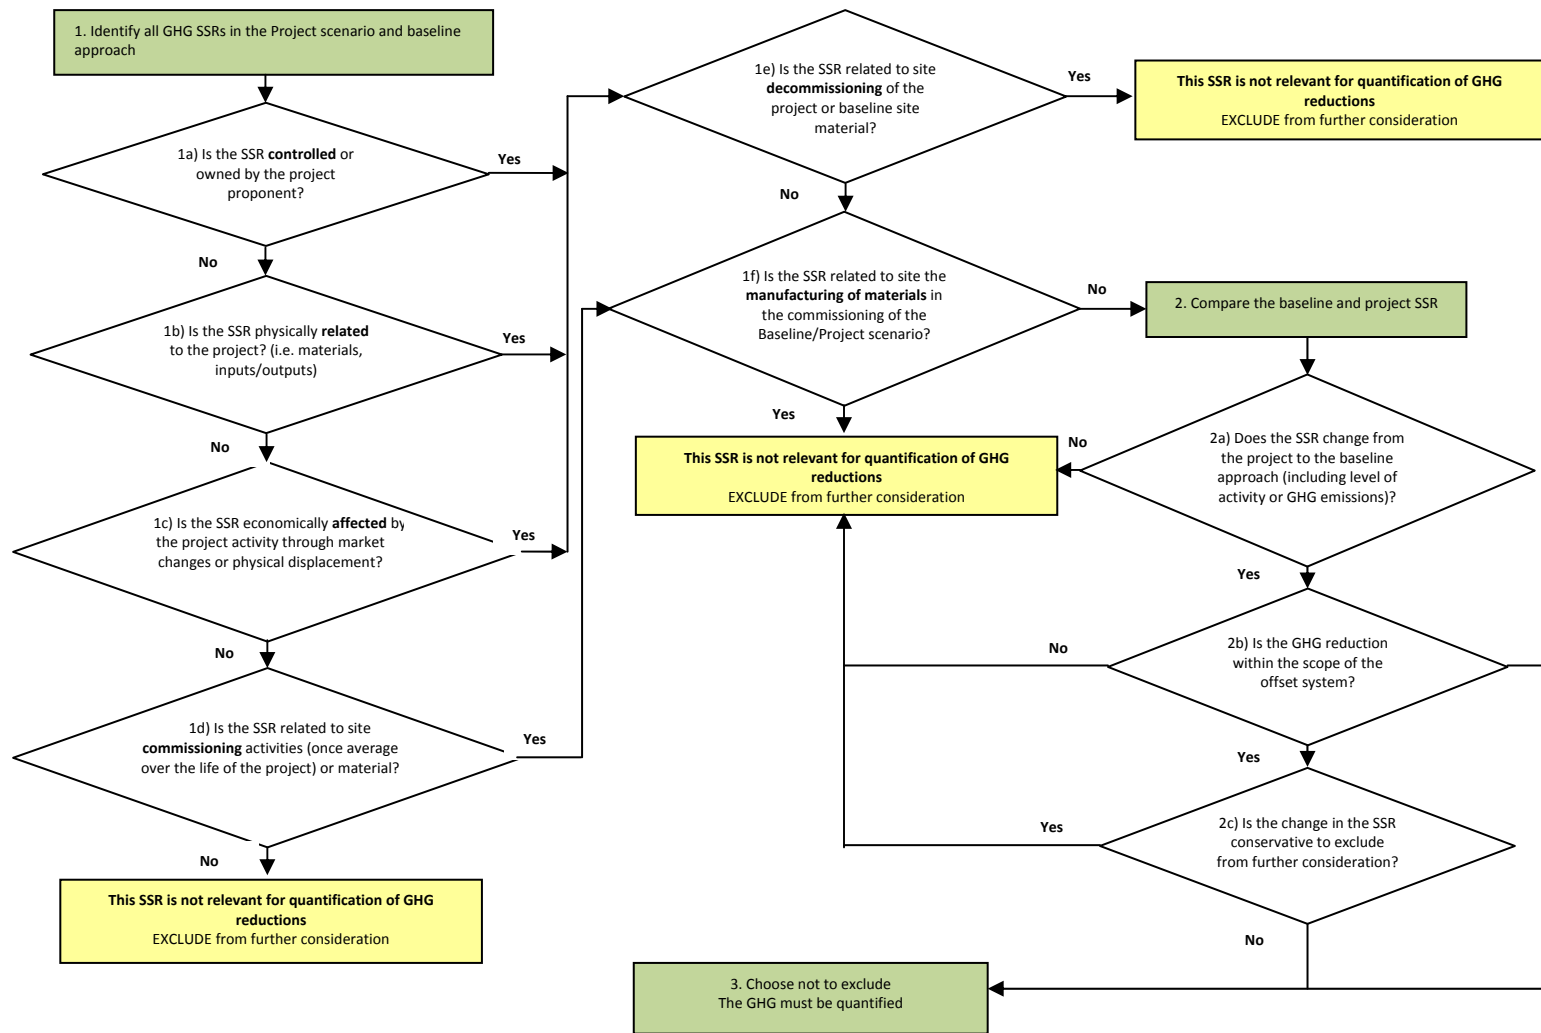 1. Identify all GHG SSRs in the Project scenario and baseline
approach
1a) Is the SSR controlled or
owned by the project
proponent?
Yes
No
1b) Is the SSR physically related
to the project? (i.e. materials,
inputs/outputs)
Yes
No
1c) Is the SSR economically affected by
the project activity through market
changes or physical displacement?
Yes
No
1d) Is the SSR related to site
commissioning activities (once average
over the life of the project) or material?
Yes
No
This SSR is not relevant for quantification of GHG
reductions
EXCLUDE from further consideration
1e) Is the SSR related to site
decommissioning of the
project or baseline site
material?
Yes
This SSR is not relevant for quantification of GHG
reductions
EXCLUDE from further consideration
No
1f) Is the SSR related to site the
manufacturing of materials in
the commissioning of the
Baseline/Project scenario?
No
Yes
This SSR is not relevant for quantification of GHG
reductions
EXCLUDE from further consideration
2. Compare the baseline and project SSR
2a) Does the SSR change from
the project to the baseline
approach (including level of
activity or GHG emissions)?
No
Yes
2b) Is the GHG reduction
within the scope of the
offset system?
No
Yes
2c) Is the change in the SSR
conservative to exclude
from further consideration?
Yes
No
3. Choose not to exclude
The GHG must be quantified